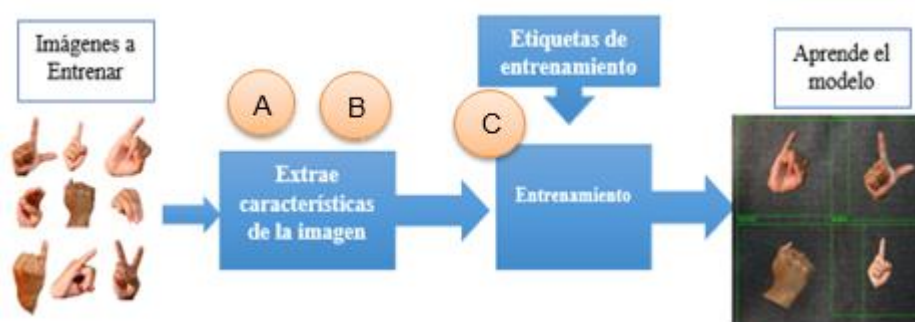 Imágenes a
Entrenar
Etiquetas de
entrenamiento
Aprende el
modelo
A
B
C
Extrae
características
de la imagen
Entrenamiento